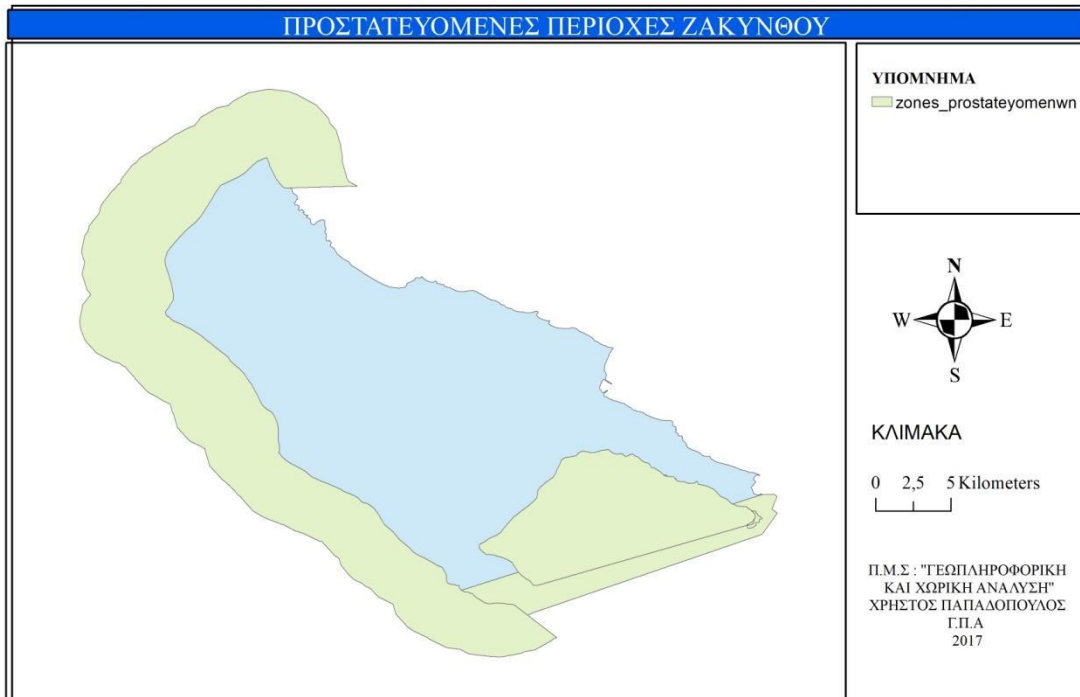 ΠΡΟΣΤΑΤΕΥΟΜΕΝΕΣ ΠΕΡΙΟΧΕΣ ΖΑΚΥΝΘΟΥ
ΥΠΟΜΝΗΜΑ
zones_prostateyomenwn
N
W E
S
ΚΛΙΜΑΚΑ
0 2,5 5 Kilometers
Π.Μ.Σ : "ΓΕΩΠΛΗΡΟΦΟΡΙΚΗ
ΚΑΙ ΧΩΡΙΚΗ ΑΝΑΛΥΣΗ"
ΧΡΗΣΤΟΣ ΠΑΠΑΔΟΠΟΥΛΟΣ
Γ.Π.Α
2017